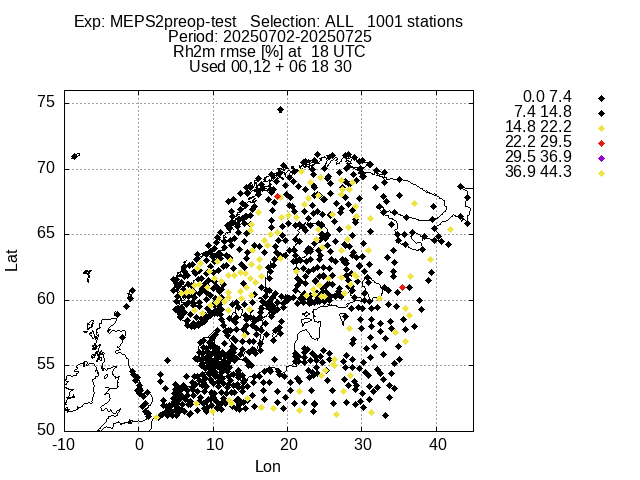 Exp: MEPS2preop-test   Selection: ALL   1001 stations
Period: 20250702-20250725
Rh2m rmse [%] at  18 UTC
Used 00,12 + 06 18 30
0.0 7.4
7.4 14.8
14.8 22.2
22.2 29.5
29.5 36.9
36.9 44.3
75
70
65
60
55
50
Lat
-10 0 10 20 30 40
Lon